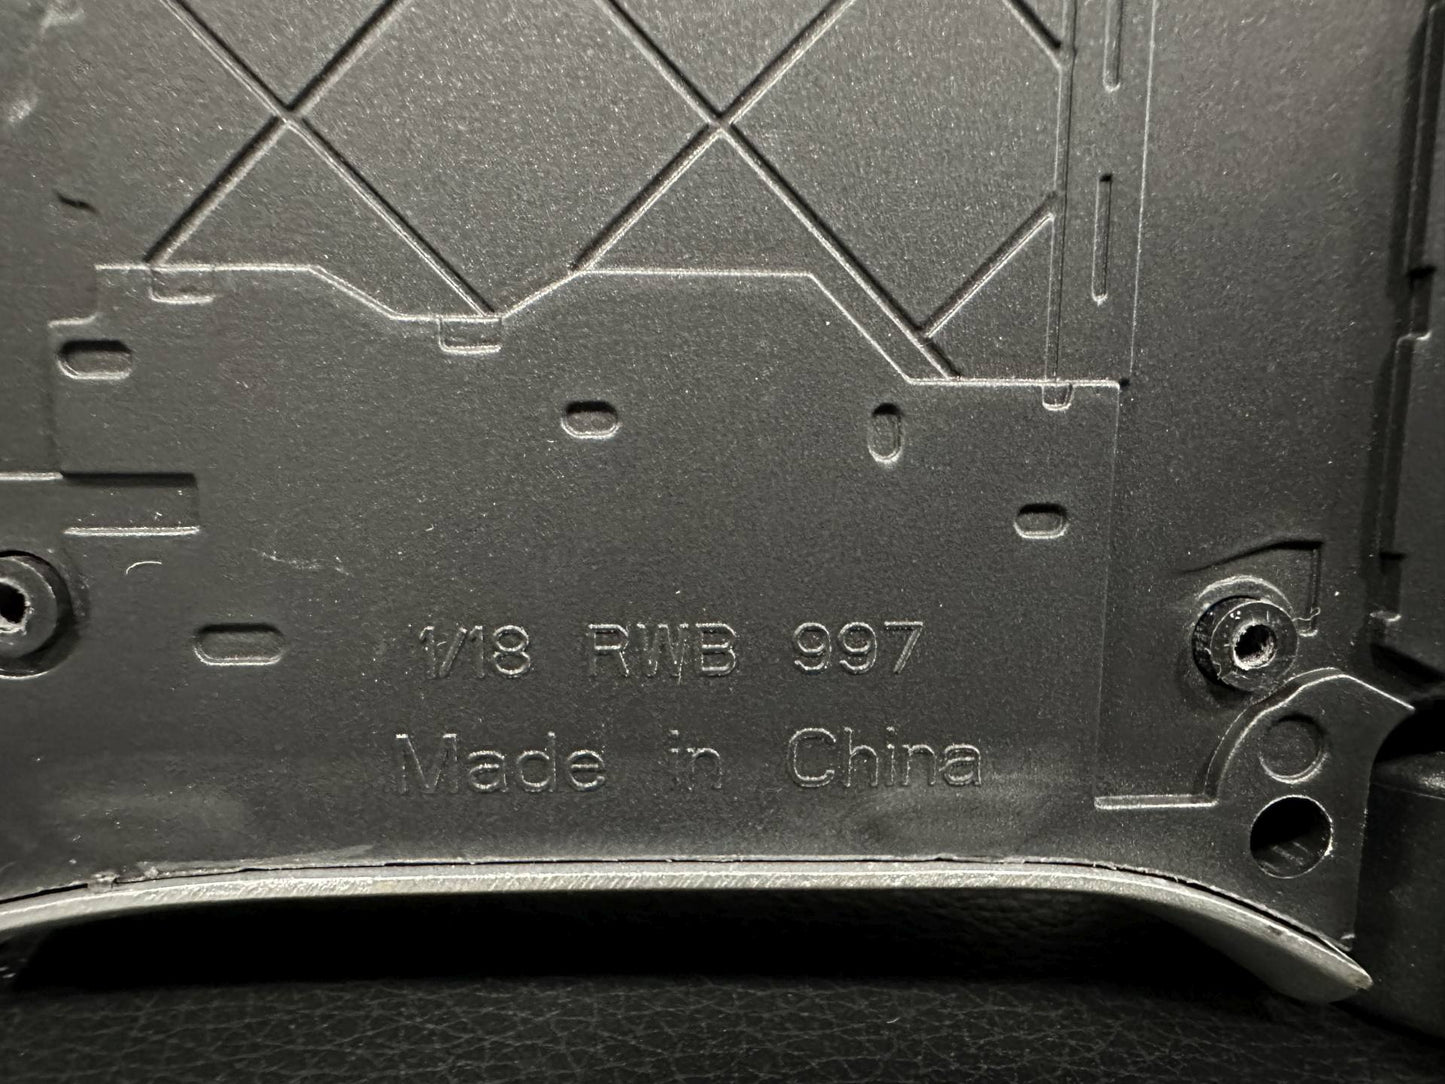 1/18 RWB 997
Made in China